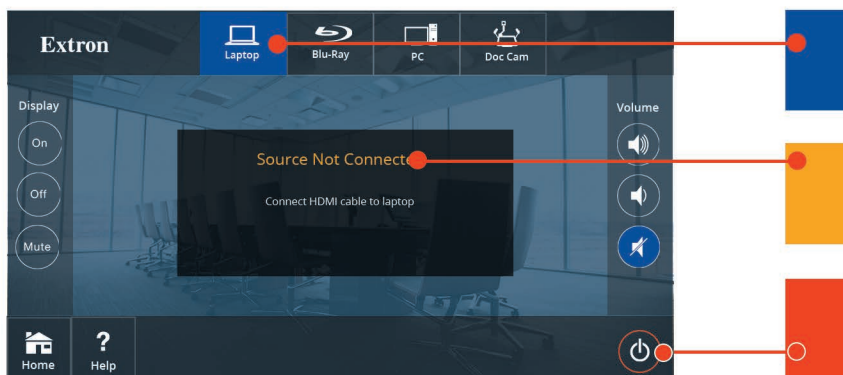 Extron
Laptop
Blu-Ray
PC
Doc Cam
Display
On
Off
Mute
Source Not Connecte
Connect HDMI cable to laptop
Volume
Home
?
Help